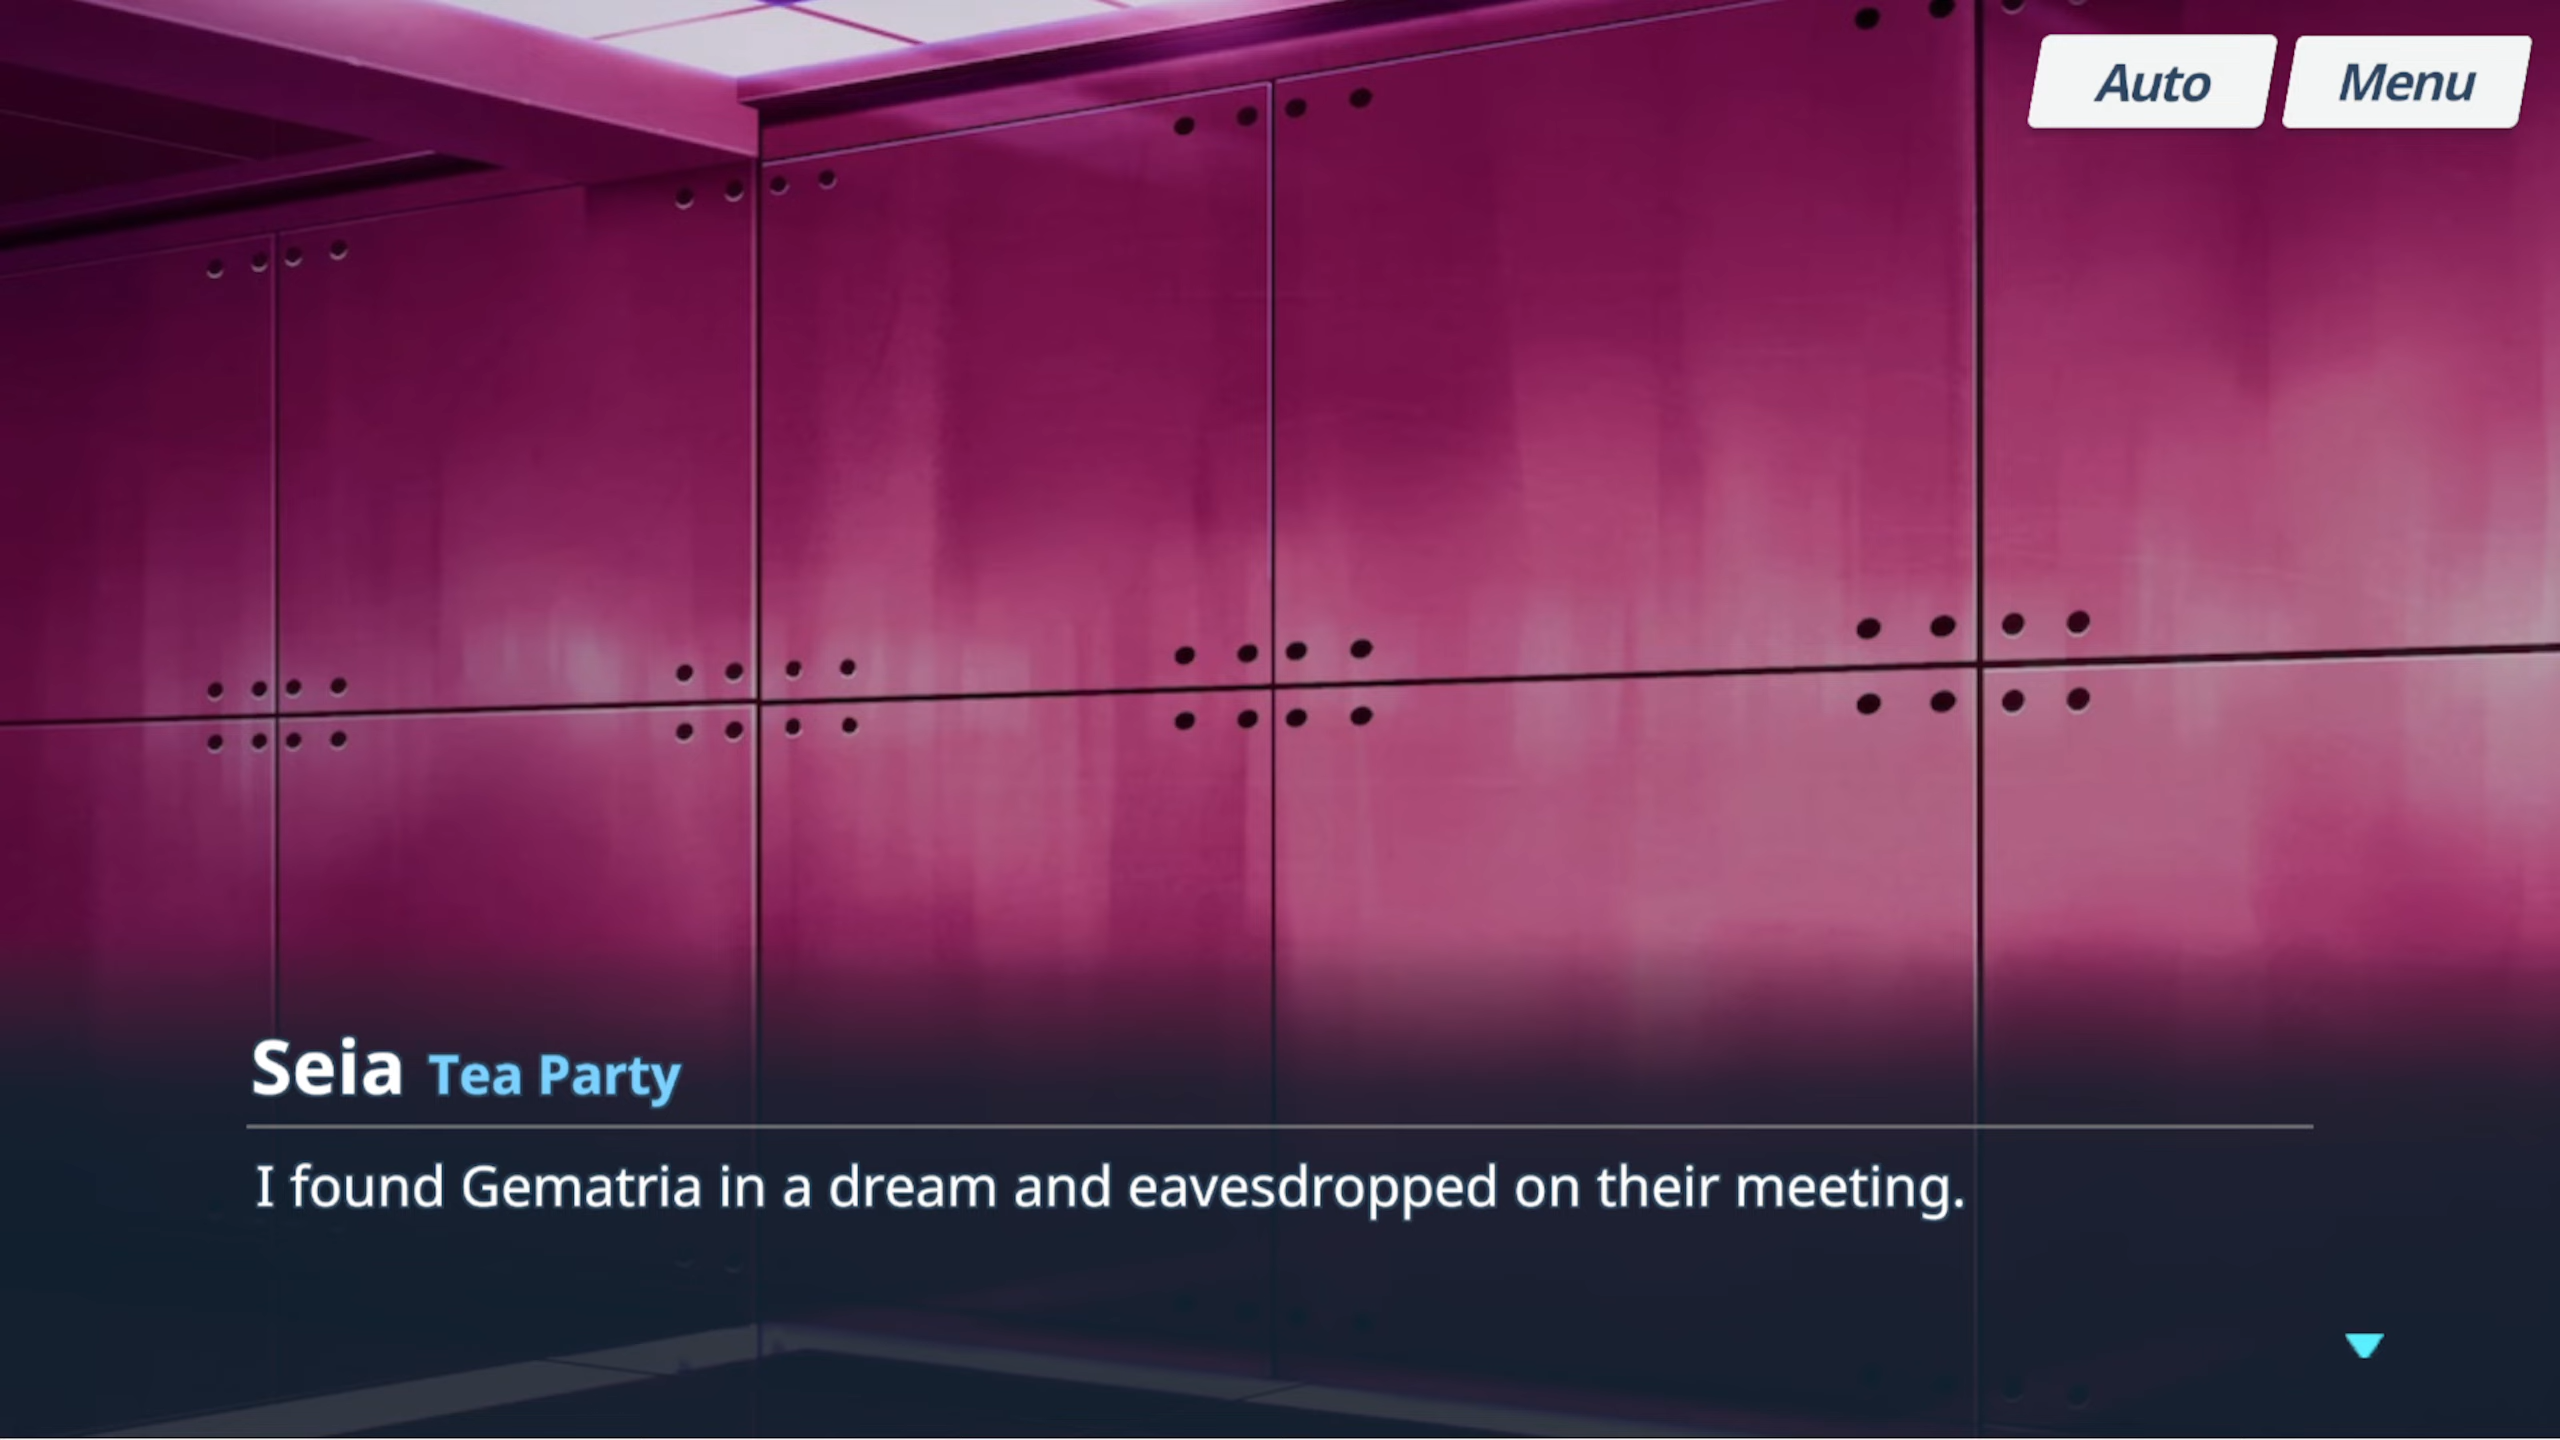 Auto Menu
Seia Tea Party
I found Gematria in a dream and eavesdropped on their meeting.